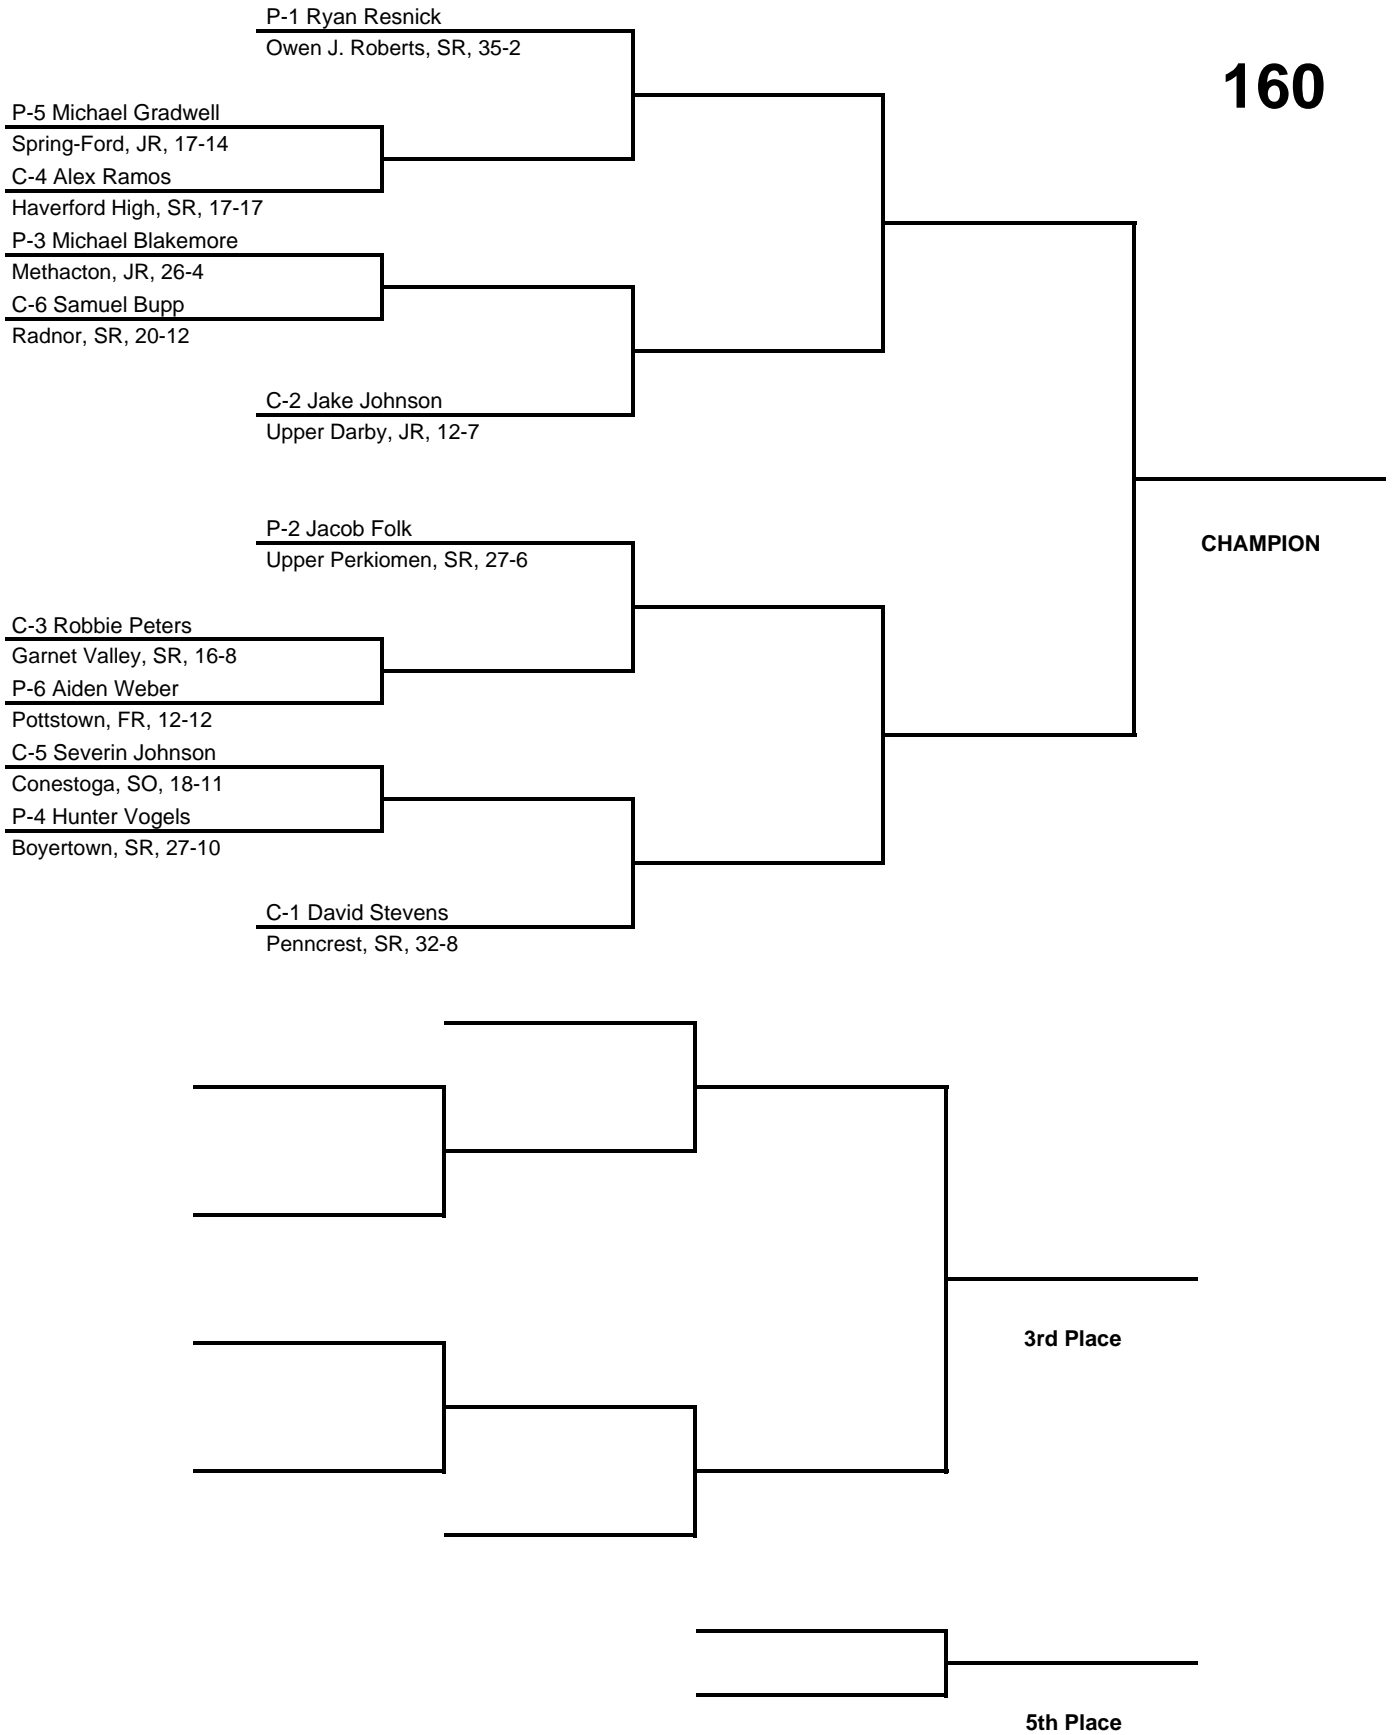 P-1 Ryan Resnick
Owen J. Roberts, SR, 35-2
160
P-5 Michael Gradwell
Spring-Ford, JR, 17-14
C-4 Alex Ramos
Haverford High, SR, 17-17
P-3 Michael Blakemore
Methacton, JR, 26-4
C-6 Samuel Bupp
Radnor, SR, 20-12
C-2 Jake Johnson
Upper Darby, JR, 12-7
P-2 Jacob Folk
Upper Perkiomen, SR, 27-6
CHAMPION
C-3 Robbie Peters
Garnet Valley, SR, 16-8
P-6 Aiden Weber
Pottstown, FR, 12-12
C-5 Severin Johnson
Conestoga, SO, 18-11
P-4 Hunter Vogels
Boyertown, SR, 27-10
C-1 David Stevens
Penncrest, SR, 32-8
3rd Place
5th Place